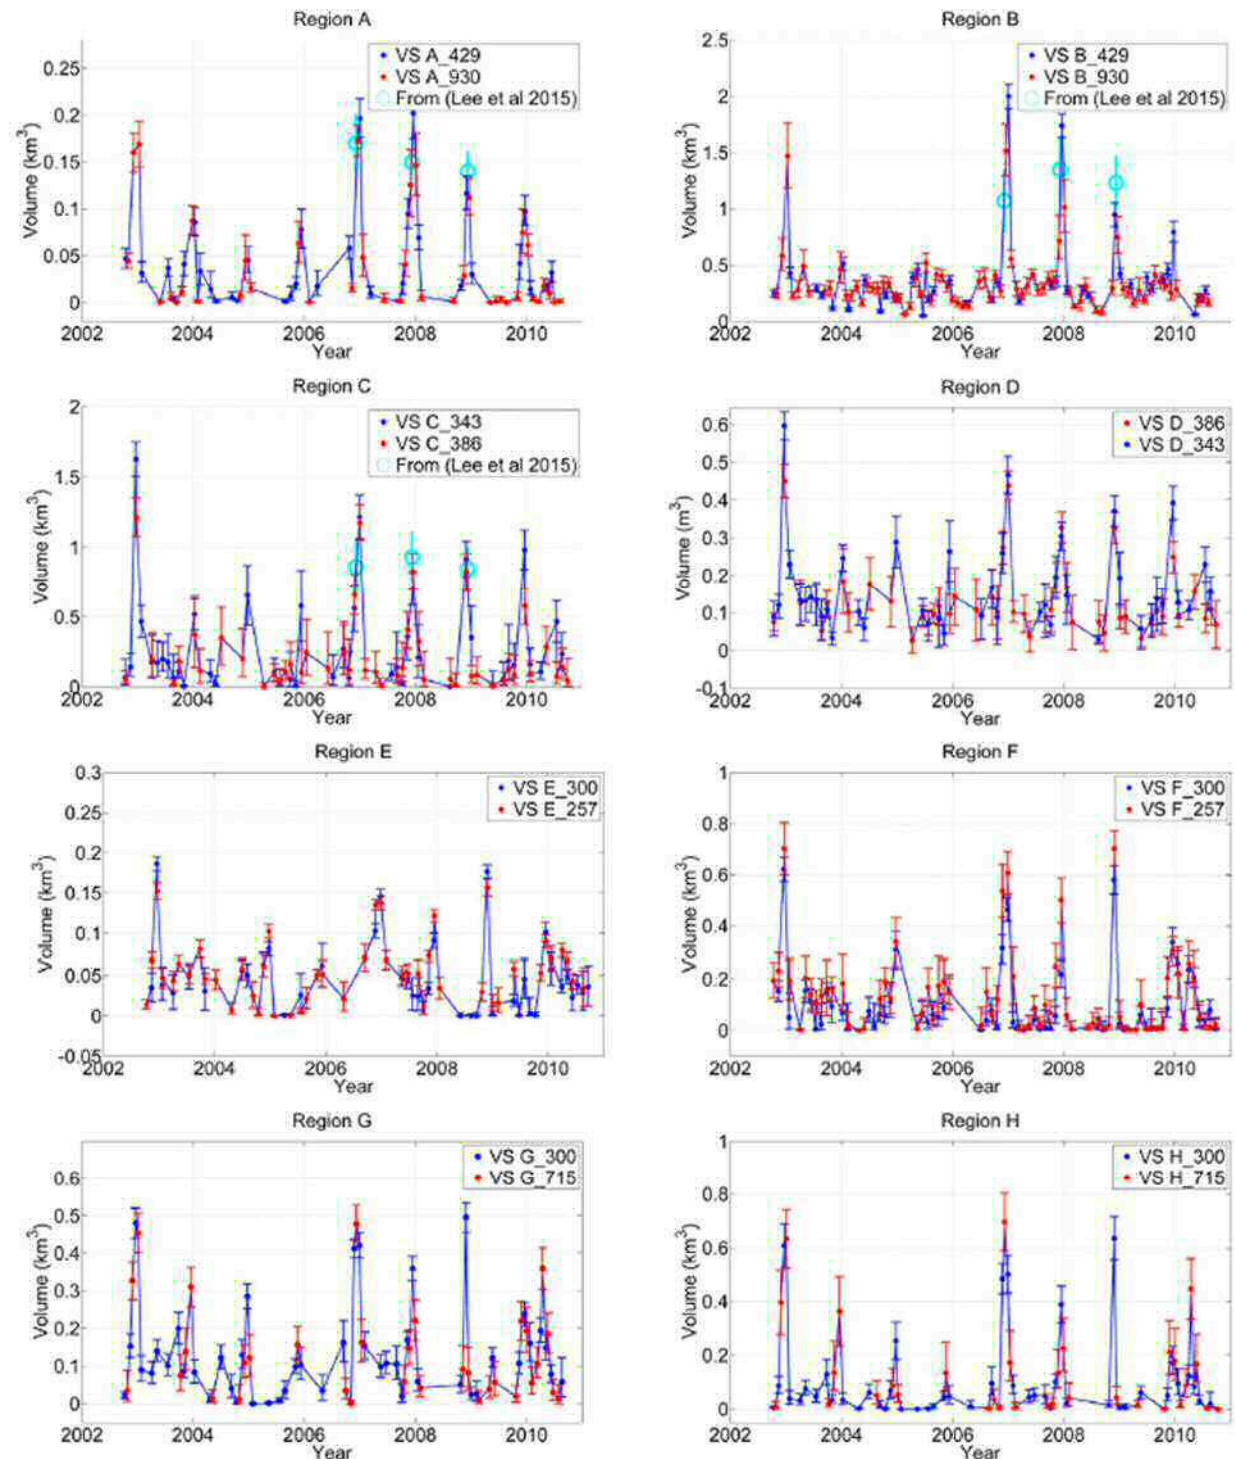 Region A
VS A_429
VS A_930
From (Lee et al 2015)
Volume (km³)
0.25
0.2
0.15
0.1
0.05
0
2002 2004 2006 2008 2010
Year
Region B
VS B_429
VS B_930
From (Lee et al 2015)
Volume (km³)
2.5
2
1.5
1
0.5
0
2002 2004 2006 2008 2010
Year
Region C
VS C_343
VS C_386
From (Lee et al 2015)
Volume (km³)
2
1.5
1
0.5
0
2002 2004 2006 2008 2010
Year
Region D
VS D_386
VS D_343
Volume (m³)
0.6
0.5
0.4
0.3
0.2
0.1
0
-0.1
2002 2004 2006 2008 2010
Year
Region E
VS E_300
VS E_257
Volume (km³)
0.3
0.25
0.2
0.15
0.1
0.05
0
-0.05
2002 2004 2006 2008 2010
Year
Region F
VS F_300
VS F_257
Volume (km³)
1
0.8
0.6
0.4
0.2
0
2002 2004 2006 2008 2010
Year
Region G
VS G_300
VS G_715
Volume (km³)
0.6
0.5
0.4
0.3
0.2
0.1
0
2002 2004 2006 2008 2010
Year
Region H
VS H_300
VS H_715
Volume (km³)
1
0.8
0.6
0.4
0.2
0
2002 2004 2006 2008 2010
Year